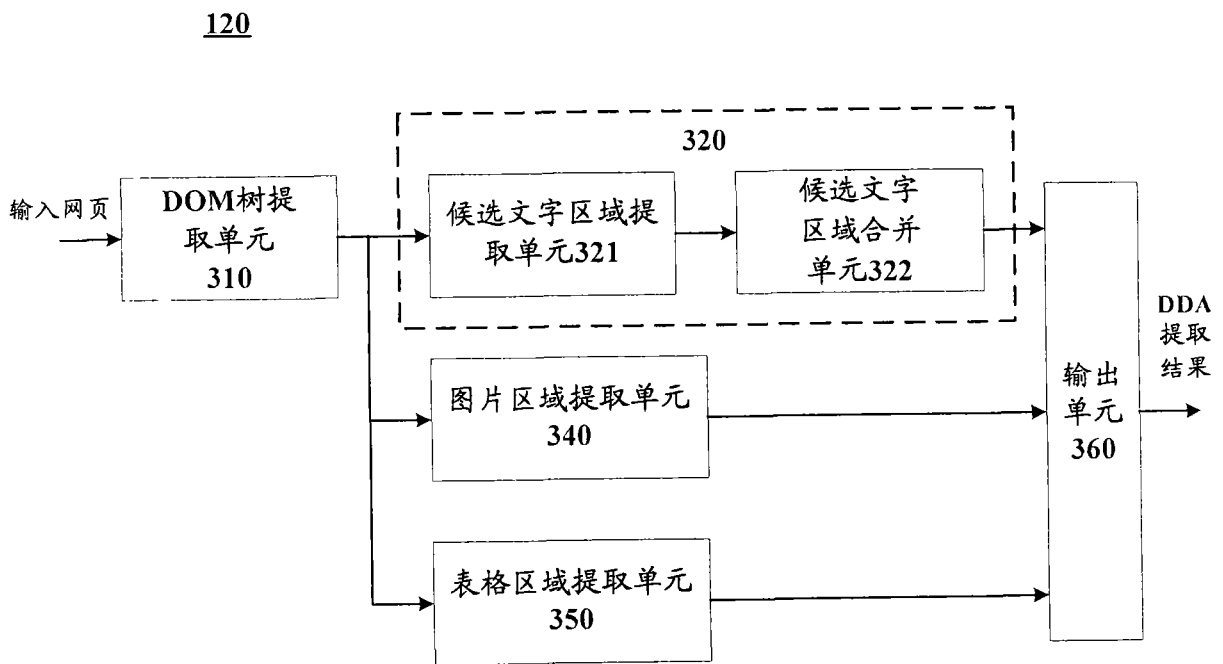 120
320
输入网页
DOM树提
取单元
310
候选文字区域提
取单元321
候选文字
区域合并
单元322
图片区域提取单元
340
表格区域提取单元
350
输出
单元
360
DDA
提取
结果